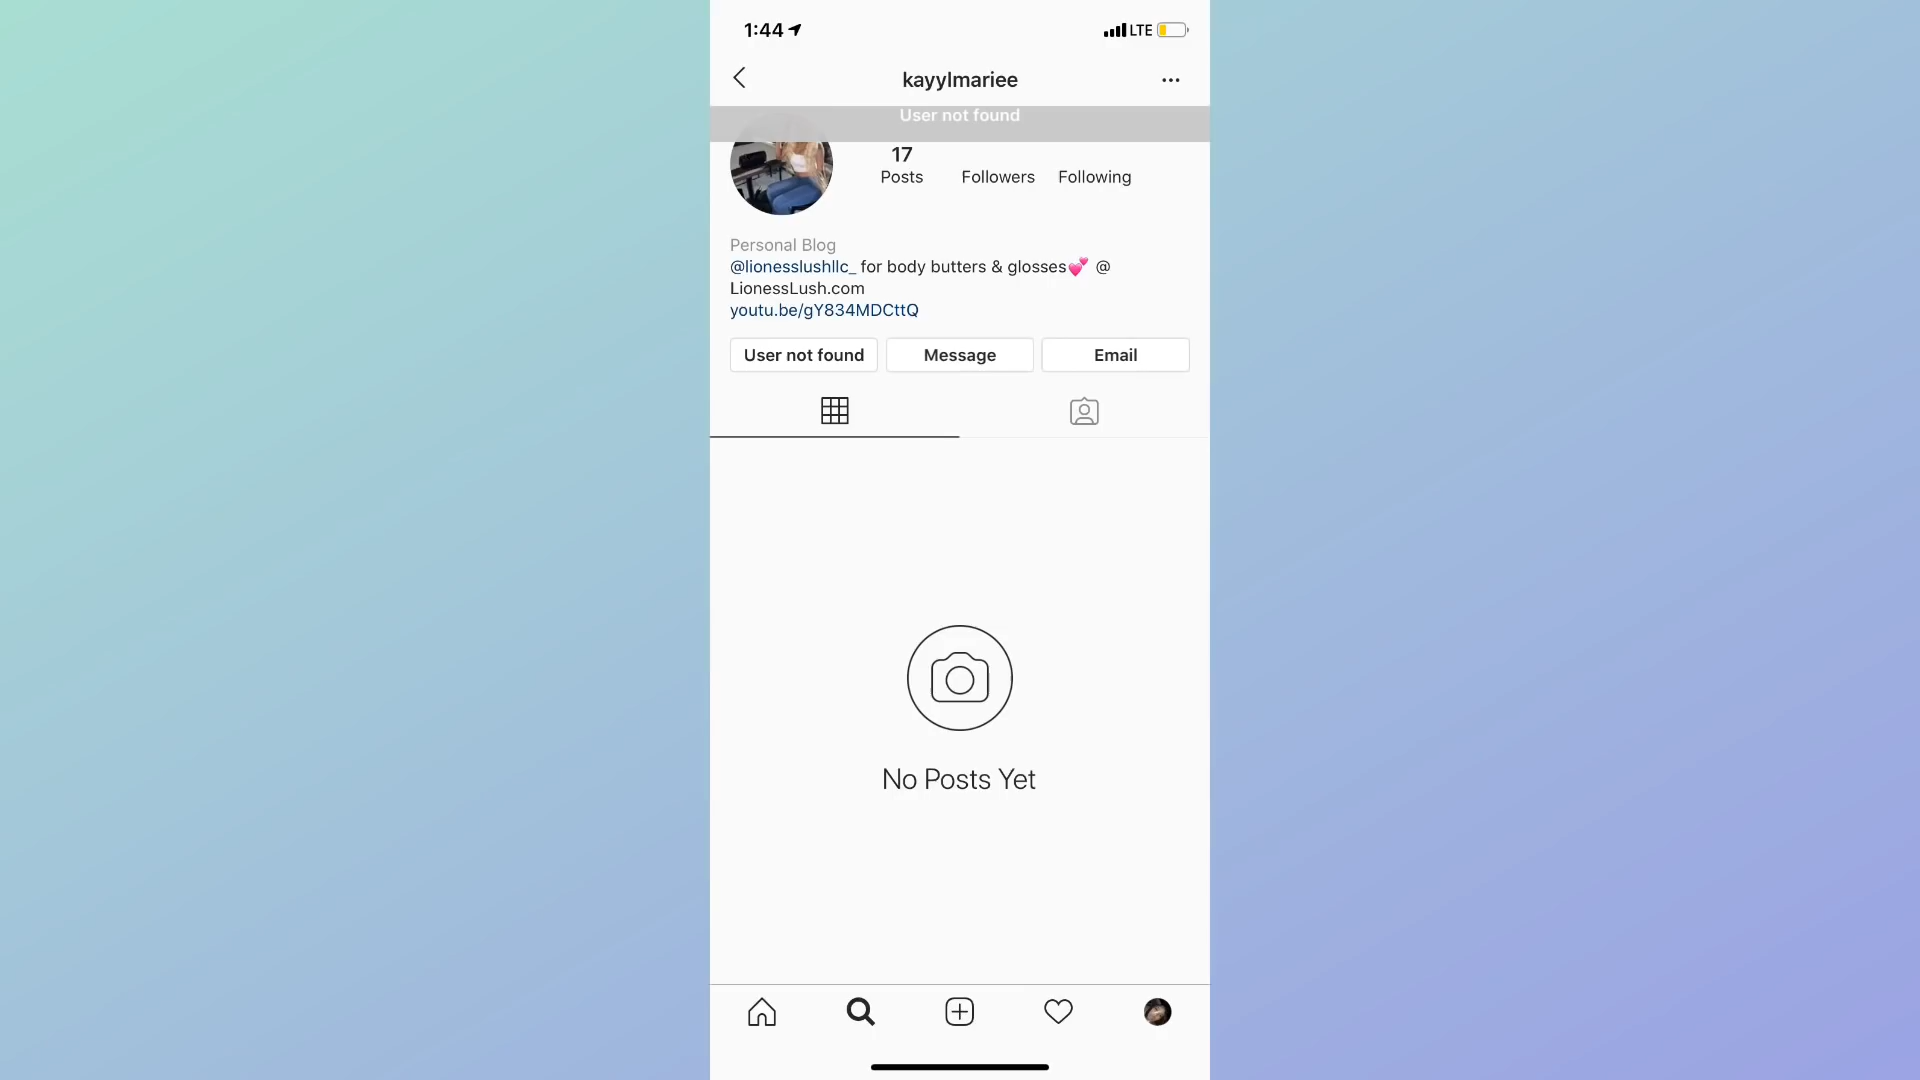 1:44
LTE
kayylmariee
User not found
17
Posts Followers Following
Personal Blog
@lionesslushllc_ for body butters & glosses💕 @
LionessLush.com
youtu.be/gY834MDCttQ
User not found Message Email
No Posts Yet